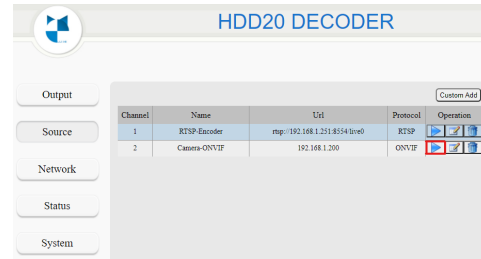 HDD20 DECODER
Output
Source
Network
Status
System
Custom Add
Channel Name Url Protocol Operation
1 RTSP-Encoder rtsp://192.168.1.251:8554/live0 RTSP
2 Camera-ONVIF 192.168.1.200 ONVIF